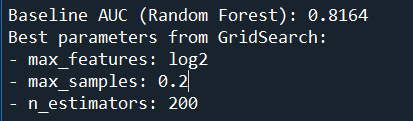 Baseline AUC (Random Forest): 0.8164
Best parameters from GridSearch:
- max_features: log2
- max_samples: 0.2
- n_estimators: 200